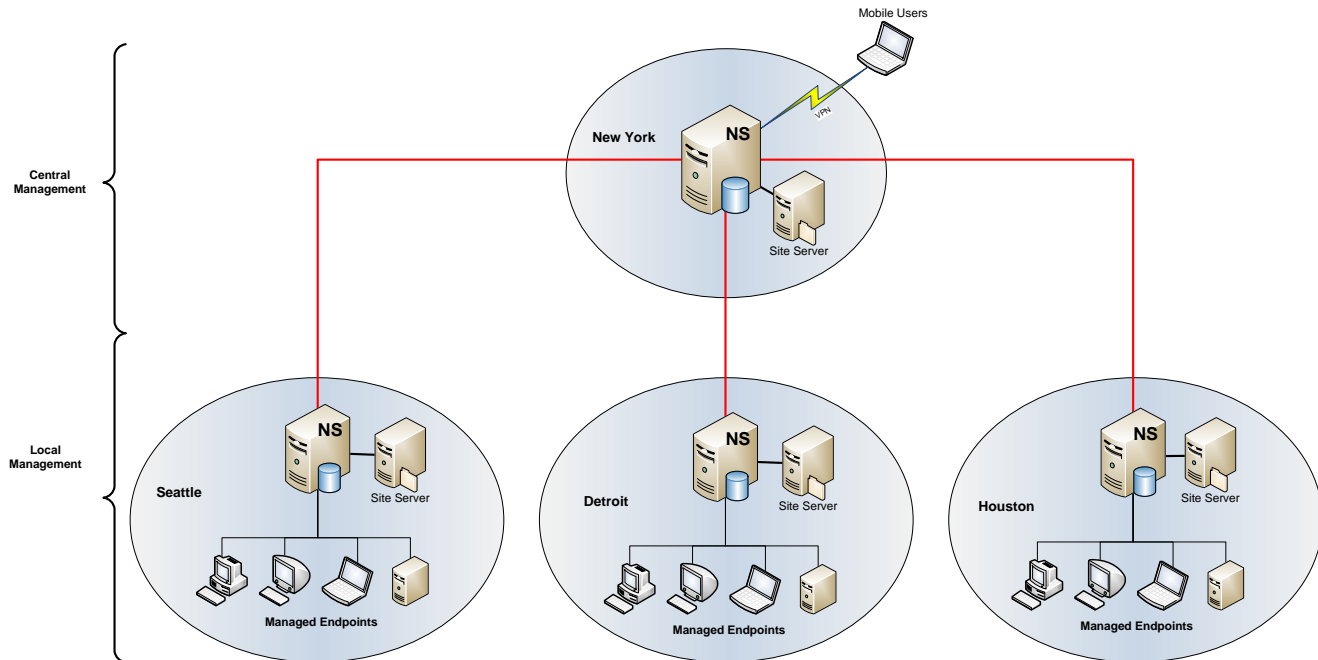 Mobile Users
VPN
New York
NS
Site Server
Central
Management
Local
Management
NS
Site Server
Seattle
Managed Endpoints
NS
Site Server
Detroit
Managed Endpoints
NS
Site Server
Houston
Managed Endpoints